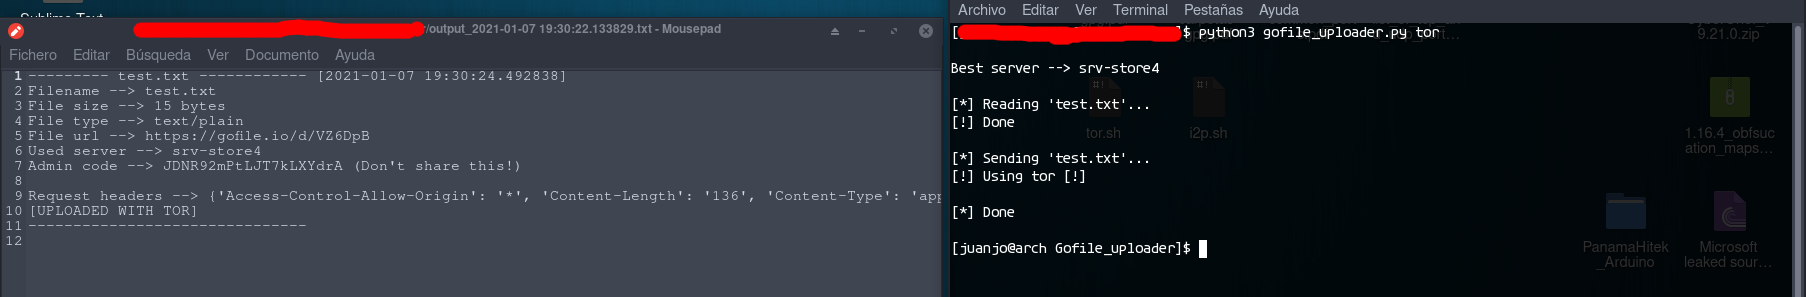 /output_2021-01-07 19:30:22.133829.txt - Mousepad
Fichero Editar Búsqueda Ver Documento Ayuda
1 --------- test.txt ------------ [2021-01-07 19:30:24.492838]
2 Filename --> test.txt
3 File size --> 15 bytes
4 File type --> text/plain
5 File url --> https://gofile.io/d/VZ6DpB
6 Used server --> srv-store4
7 Admin code --> JDNR92mPtLJT7kLXYdrA (Don't share this!)
8
9 Request headers --> {'Access-Control-Allow-Origin': '*', 'Content-Length': '136', 'Content-Type': 'app
10 [UPLOADED WITH TOR]
11 -------------------------------
12
Archivo Editar Ver Terminal Pestañas Ayuda
[ $ python3 gofile_uploader.py tor
Best server --> srv-store4
[*] Reading 'test.txt'...
[!] Done
[*] Sending 'test.txt'...
[!] Using tor [!]
[*] Done
[juanjo@arch Gofile_uploader]$
9.21.0.zip
tor.sh
i2p.sh
1.16.4_obfusc
ation_maps...
PanamaHitek
_Arduino
Microsoft
leaked sour...